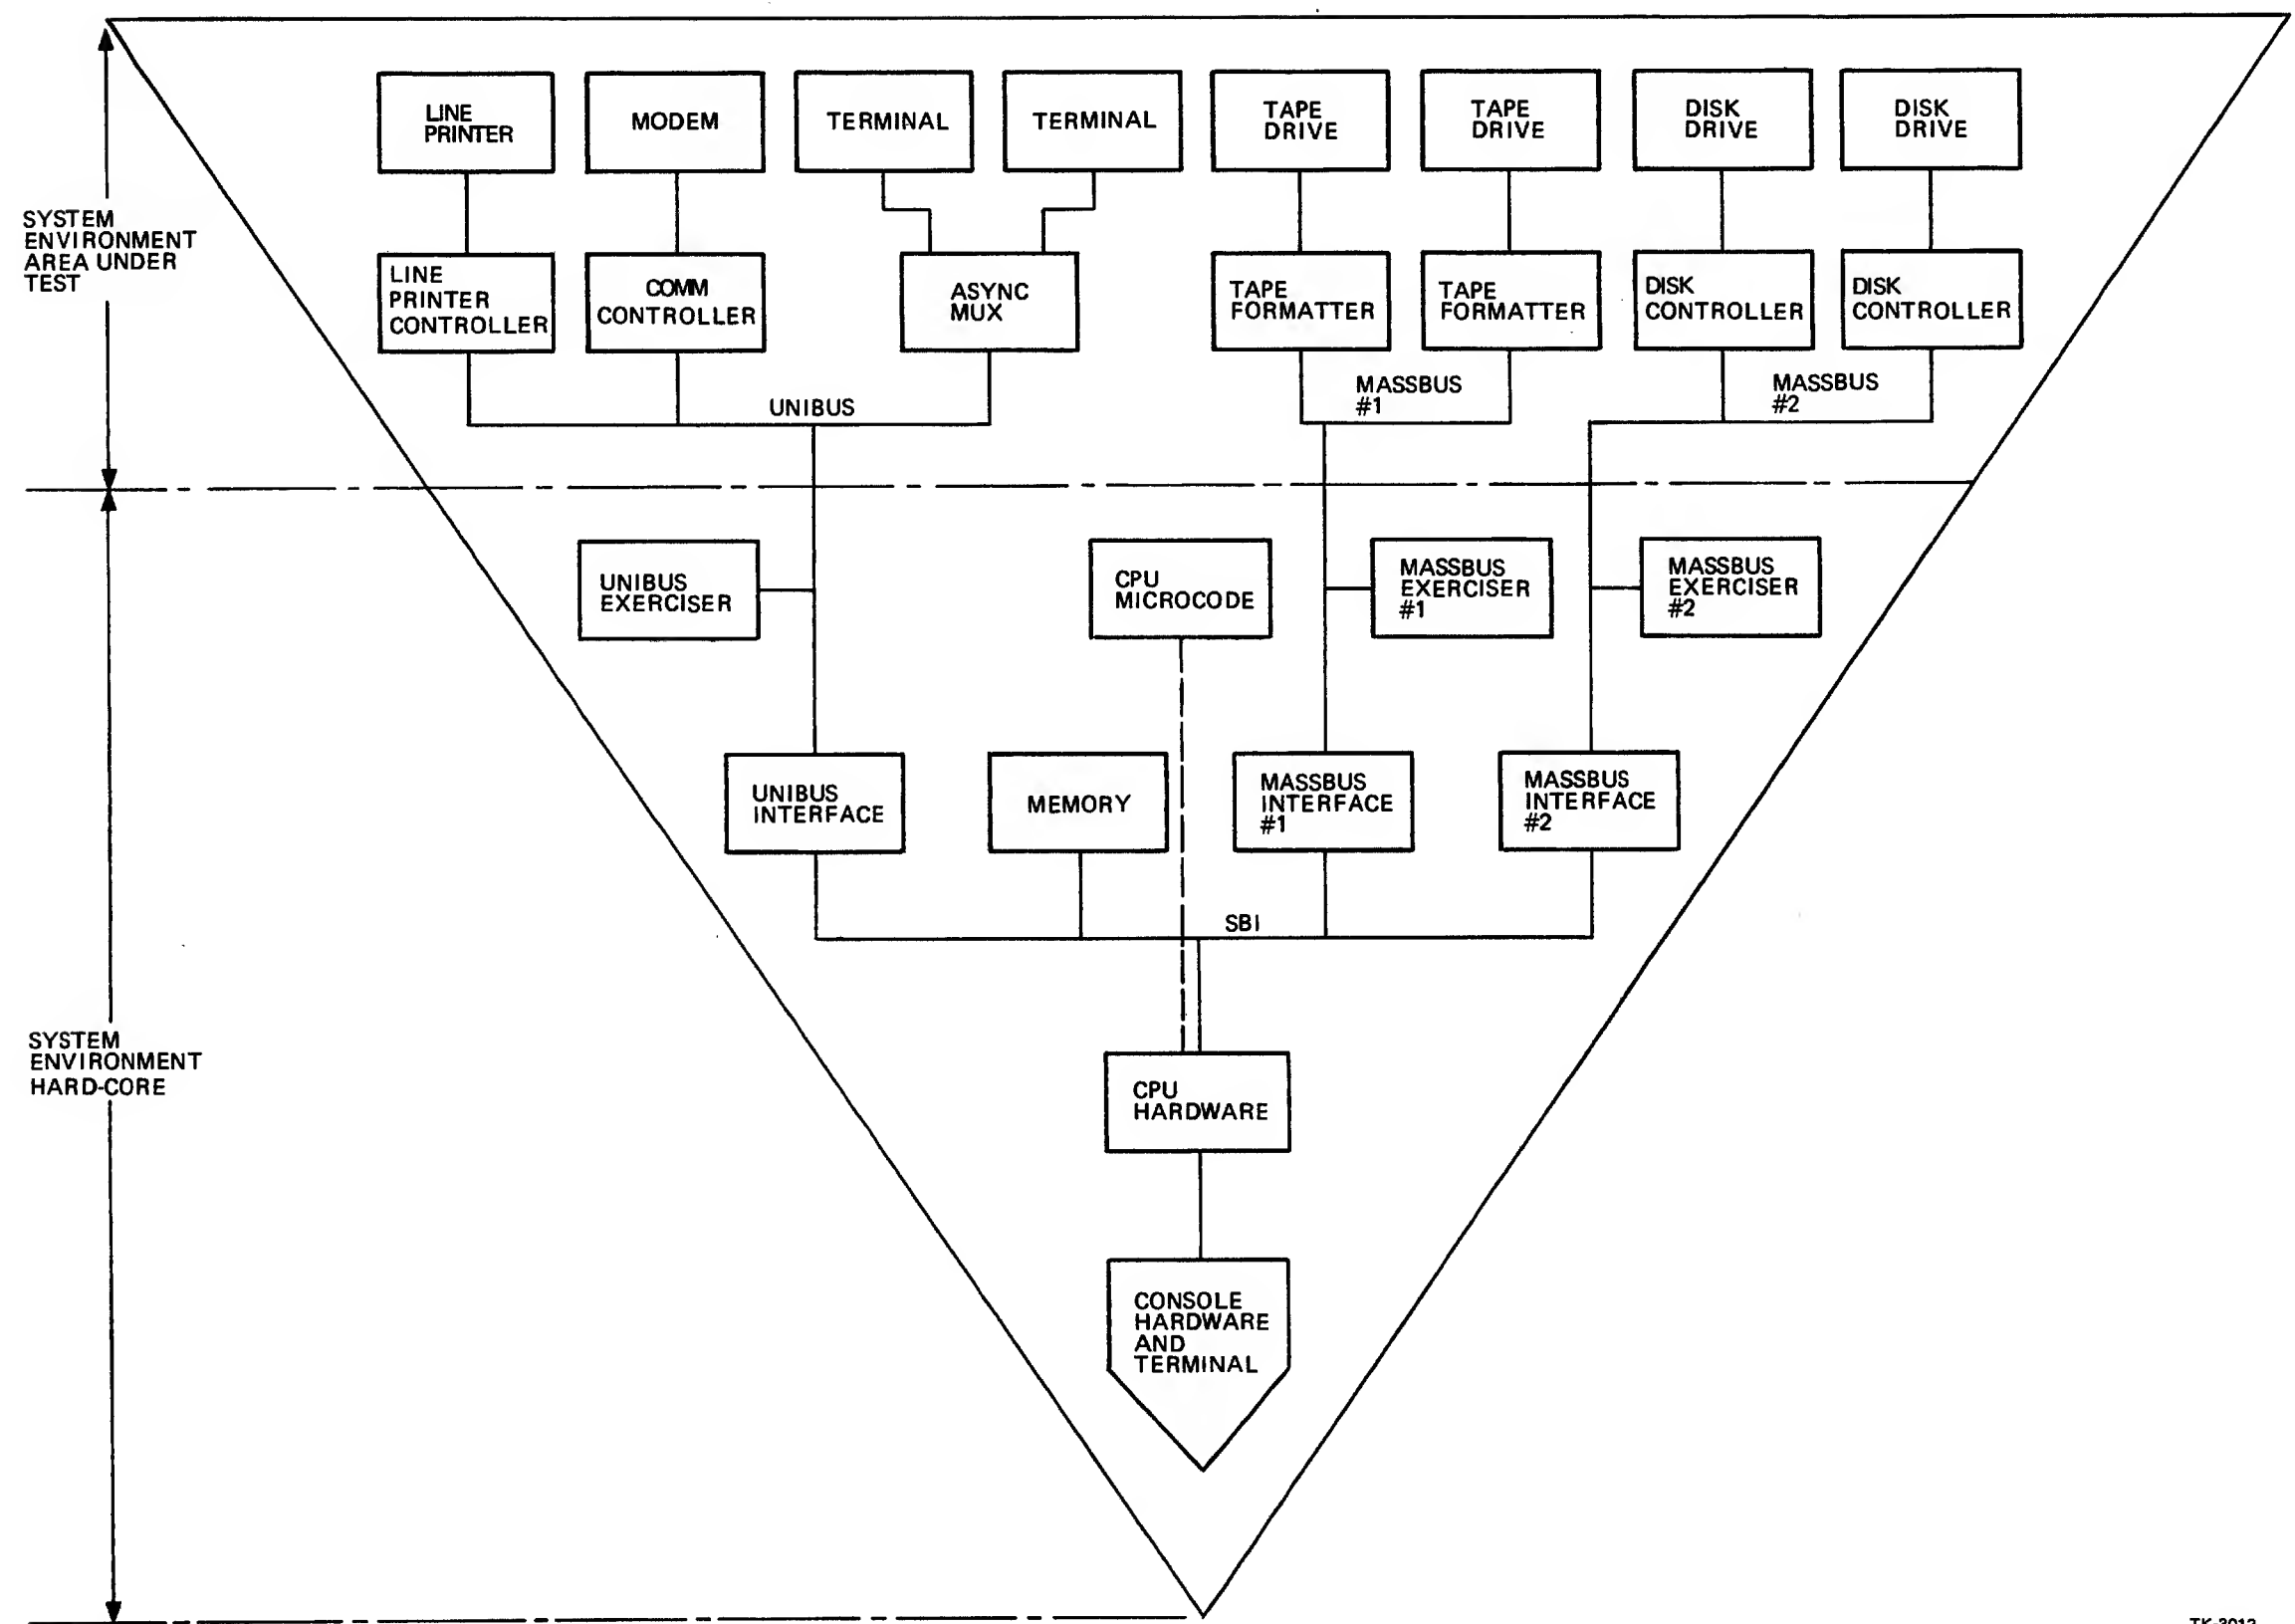 LINE
PRINTER
MODEM
TERMINAL
TERMINAL
TAPE
DRIVE
TAPE
DRIVE
DISK
DRIVE
DISK
DRIVE
SYSTEM
ENVIRONMENT
AREA UNDER
TEST
LINE
PRINTER
CONTROLLER
COMM
CONTROLLER
ASYNC
MUX
TAPE
FORMATTER
TAPE
FORMATTER
DISK
CONTROLLER
DISK
CONTROLLER
UNIBUS
MASSBUS
#1
MASSBUS
#2
UNIBUS
EXERCISER
CPU
MICROCODE
MASSBUS
EXERCISER
#1
MASSBUS
EXERCISER
#2
UNIBUS
INTERFACE
MEMORY
MASSBUS
INTERFACE
#1
MASSBUS
INTERFACE
#2
SBI
SYSTEM
ENVIRONMENT
HARD-CORE
CPU
HARDWARE
CONSOLE
HARDWARE
AND
TERMINAL
TK-3012